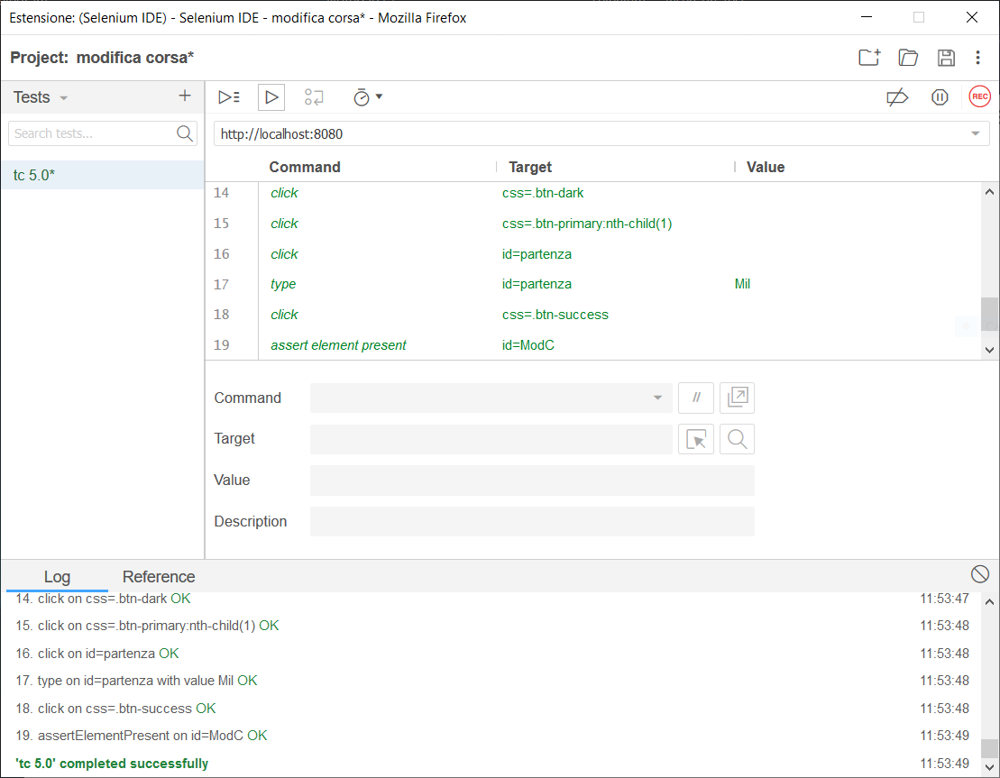 Estensione: (Selenium IDE) - Selenium IDE - modifica corsa* - Mozilla Firefox
Project: modifica corsa*
Tests
REC
Search tests...
http://localhost:8080
tc 5.0*
Command Target Value
14 click css=.btn-dark
15 click css=.btn-primary:nth-child(1)
16 click id=partenza
17 type id=partenza Mil
18 click css=.btn-success
19 assert element present id=ModC
Command //
Target
Value
Description
Log Reference
14. click on css=.btn-dark OK 11:53:47
15. click on css=.btn-primary:nth-child(1) OK 11:53:48
16. click on id=partenza OK 11:53:48
17. type on id=partenza with value Mil OK 11:53:48
18. click on css=.btn-success OK 11:53:48
19. assertElementPresent on id=ModC OK 11:53:49
'tc 5.0' completed successfully 11:53:49